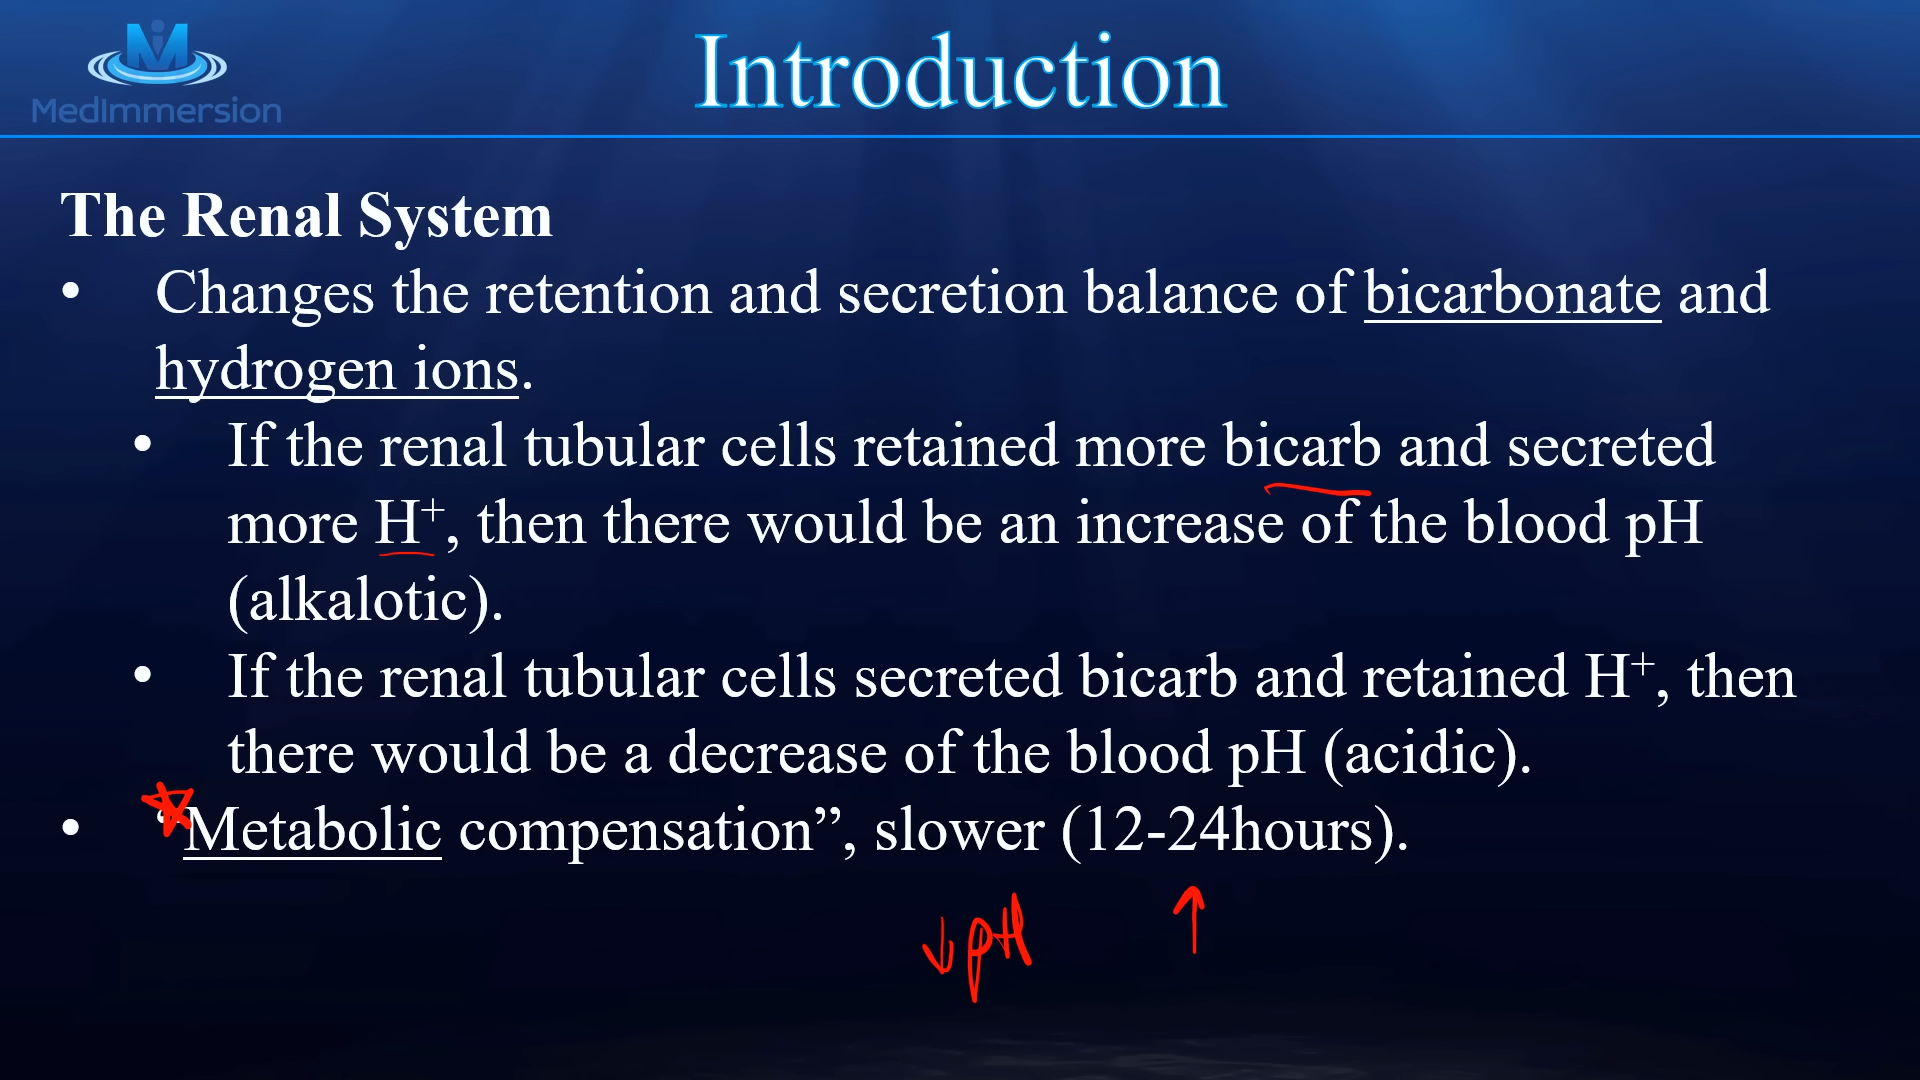 MedImmersion
Introduction
The Renal System
• Changes the retention and secretion balance of bicarbonate and
hydrogen ions.
• If the renal tubular cells retained more bicarb and secreted
more H⁺, then there would be an increase of the blood pH
(alkalotic).
• If the renal tubular cells secreted bicarb and retained H⁺, then
there would be a decrease of the blood pH (acidic).
• “Metabolic compensation”, slower (12-24hours).
↓ pH ↑